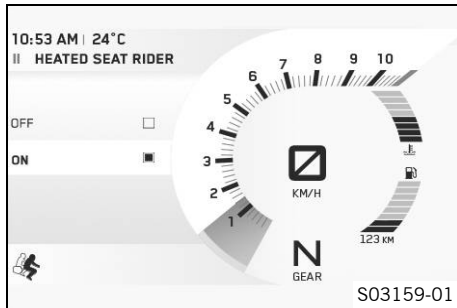 10:53 AM | 24°C
II HEATED SEAT RIDER
OFF
ON
1
2
3
4
5
6
7
8
9
10
0
KM/H
N
GEAR
123 KM
S03159-01